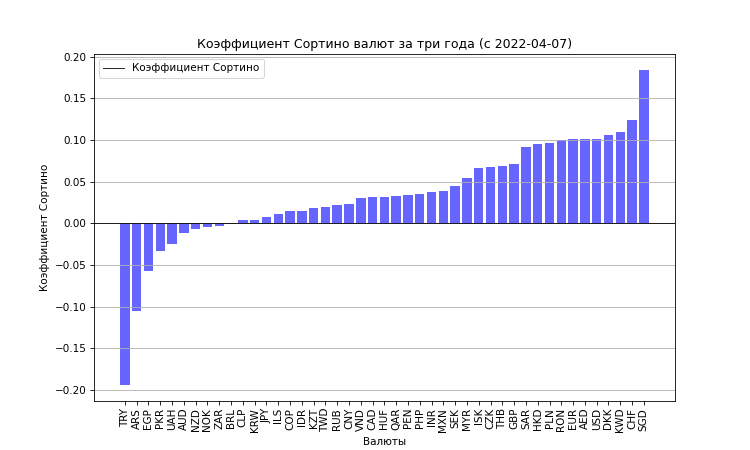 Коэффициент Сортино валют за три года (с 2022-04-07)
Коэффициент Сортино
0.20
0.15
0.10
0.05
0.00
−0.05
−0.10
−0.15
−0.20
Коэффициент Сортино
TRY
ARS
EGP
PKR
UAH
AUD
NZD
NOK
ZAR
BRL
CLP
KRW
JPY
ILS
COP
IDR
KZT
TWD
RUB
CNY
VND
CAD
HUF
QAR
PEN
PHP
INR
MXN
SEK
MYR
ISK
CZK
THB
GBP
SAR
HKD
PLN
RON
EUR
AED
USD
DKK
KWD
CHF
SGD
Валюты